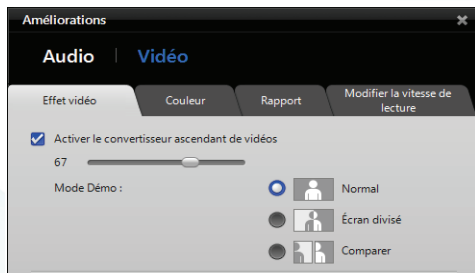 Améliorations
Audio | Vidéo
Effet vidéo Couleur Rapport Modifier la vitesse de
lecture
Activer le convertisseur ascendant de vidéos
67
Mode Démo : Normal
Écran divisé
Comparer